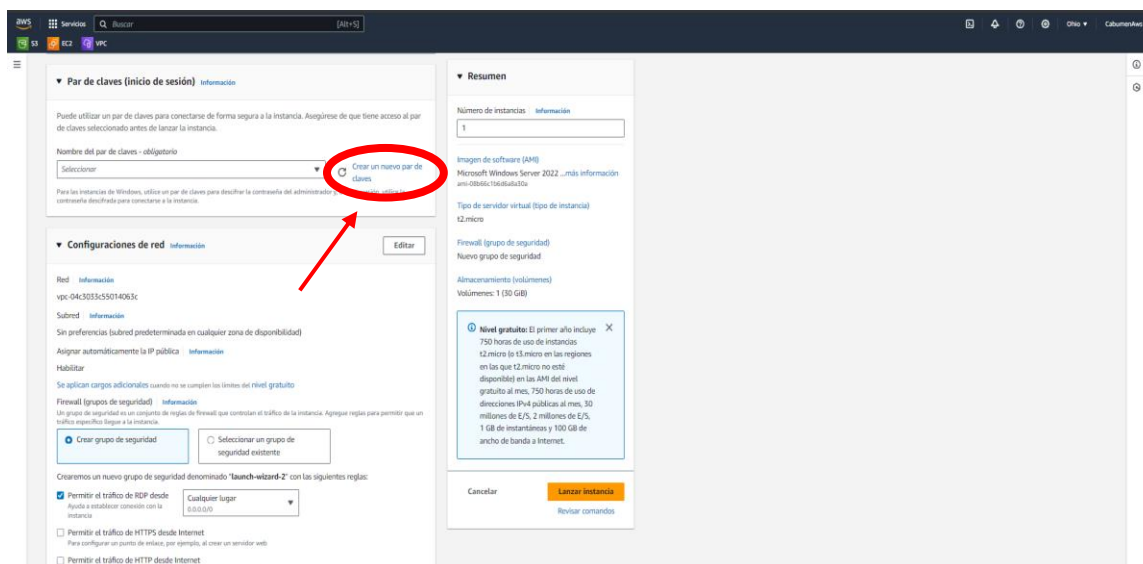 aws
Servicios
Buscar
[Alt+S]
Ohio ▼
CabumenAws
S3
EC2
VPC
▼ Par de claves (inicio de sesión) Información
Puede utilizar un par de claves para conectarse de forma segura a la instancia. Asegúrese de que tiene acceso al par
de claves seleccionado antes de lanzar la instancia.
Nombre del par de claves - obligatorio
Seleccionar
Crear un nuevo par de
claves
Para las instancias de Windows, utilice un par de claves para descifrar la contraseña del administrador y
contraseña descifrada para conectarse a la instancia.
▼ Configuraciones de red Información
Editar
Red Información
vpc-04c3033c55014063c
Subred Información
Sin preferencias (subred predeterminada en cualquier zona de disponibilidad)
Asignar automáticamente la IP pública Información
Habilitar
Se aplican cargos adicionales cuando no se cumplen los límites del nivel gratuito
Firewall (grupos de seguridad) Información
Un grupo de seguridad es un conjunto de reglas de firewall que controlan el tráfico de la instancia. Agregue reglas para permitir que un
tráfico específico llegue a la instancia.
Crear grupo de seguridad
Seleccionar un grupo de
seguridad existente
Crearemos un nuevo grupo de seguridad denominado "launch-wizard-2" con las siguientes reglas:
Permitir el tráfico de RDP desde
Ayuda a establecer conexión con la
instancia
Cualquier lugar
0.0.0.0/0
Permitir el tráfico de HTTPS desde Internet
Para configurar un punto de enlace, por ejemplo, al crear un servidor web
Permitir el tráfico de HTTP desde Internet
▼ Resumen
Número de instancias Información
1
Imagen de software (AMI)
Microsoft Windows Server 2022 ...más información
Tipo de servidor virtual (tipo de instancia)
t2.micro
Firewall (grupo de seguridad)
Nuevo grupo de seguridad
Almacenamiento (volúmenes)
Volúmenes: 1 (30 GiB)
Nivel gratuito: El primer año incluye
750 horas de uso de instancias
t2.micro (o t3.micro en las regiones
en las que t2.micro no esté
disponible) en las AMI del nivel
gratuito al mes, 750 horas de uso de
direcciones IPv4 públicas al mes, 30
millones de E/S, 2 millones de E/S,
1 GB de instantáneas y 100 GB de
ancho de banda a Internet.
Cancelar
Lanzar instancia
Revisar comandos